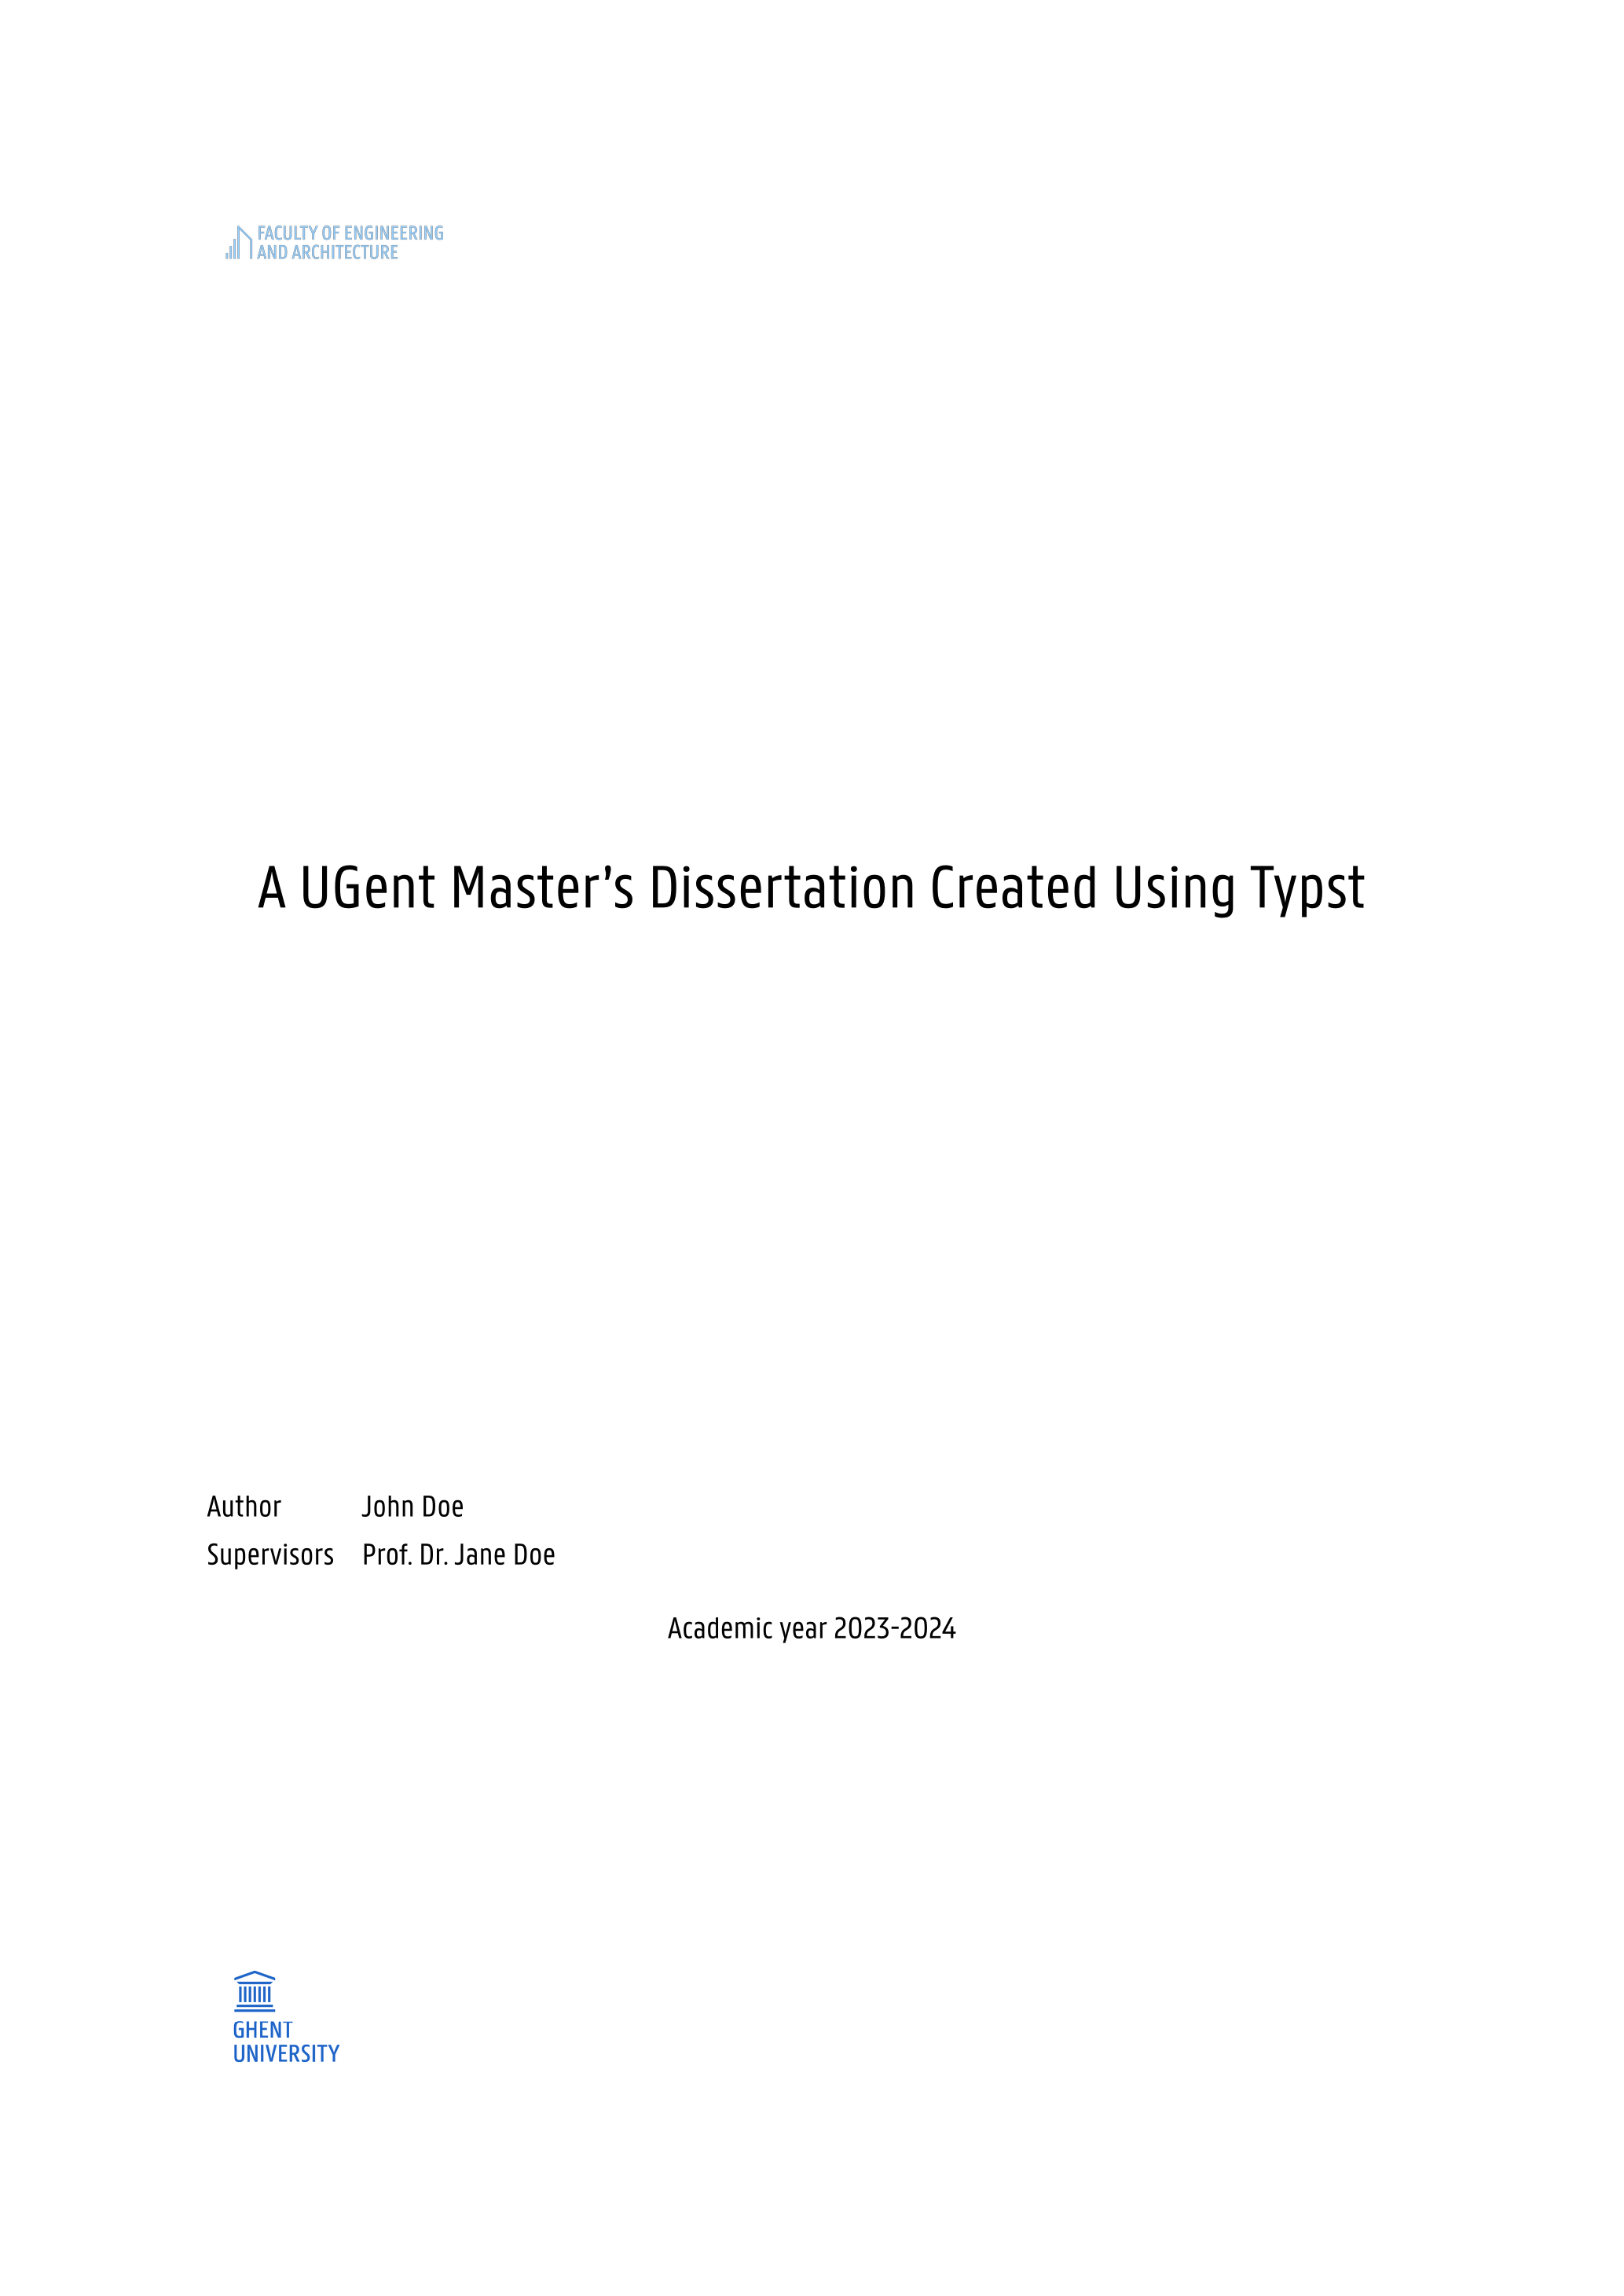 FACULTY OF ENGINEERING
AND ARCHITECTURE
A UGent Master’s Dissertation Created Using Typst
Author John Doe
Supervisors Prof. Dr. Jane Doe
Academic year 2023-2024
GHENT
UNIVERSITY